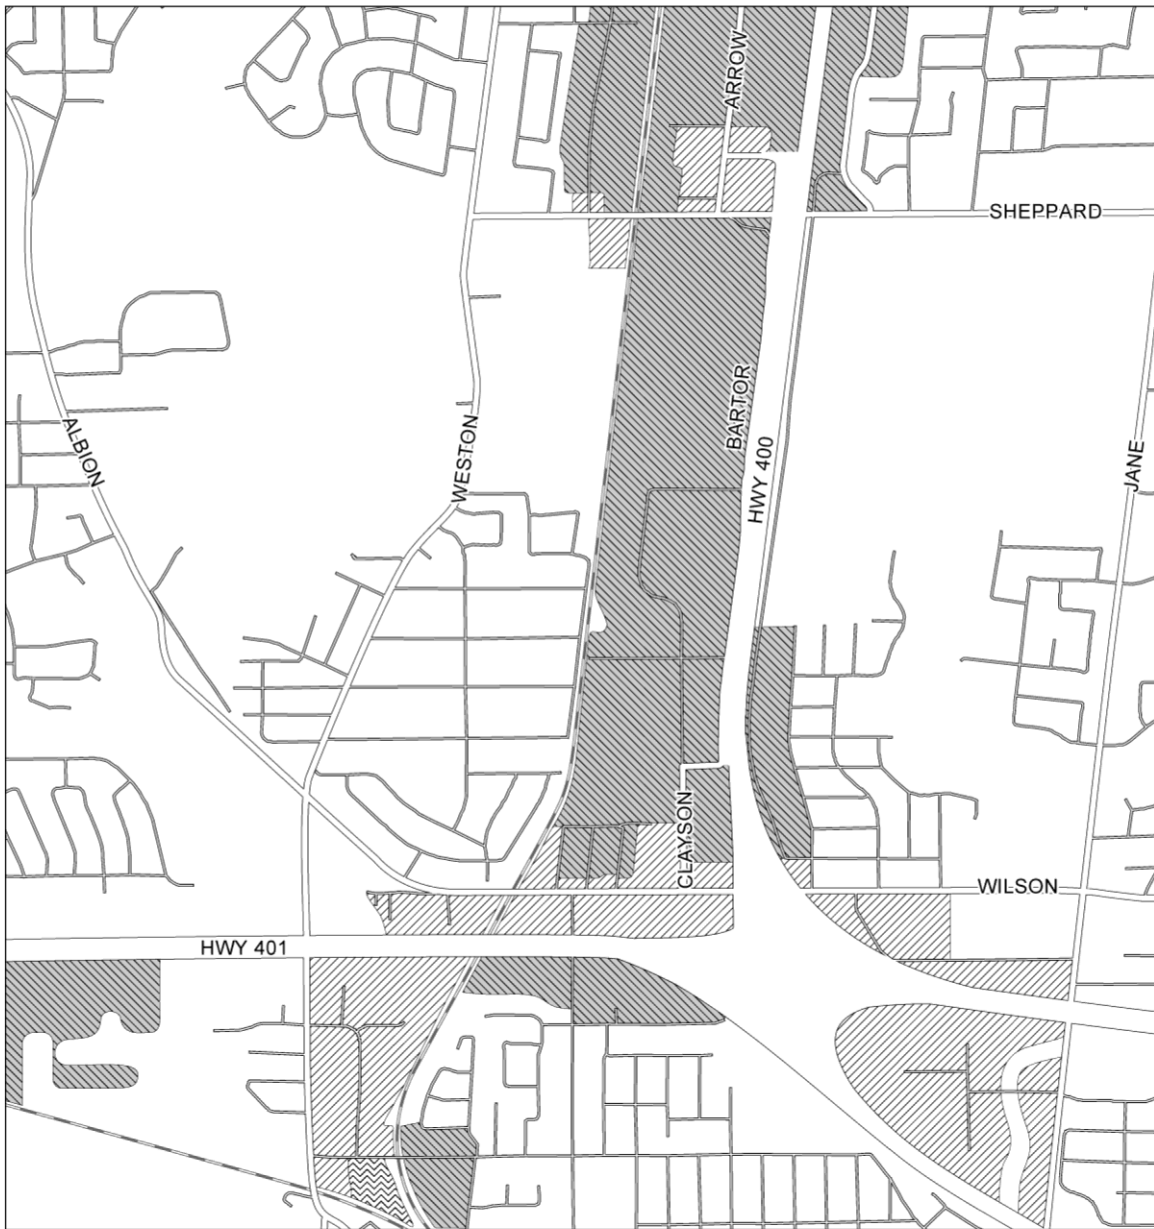 ARROW
SHEPPARD
BARTOR
ALBION
WESTON
HWY 400
JANE
CLAYSON
WILSON
HWY 401